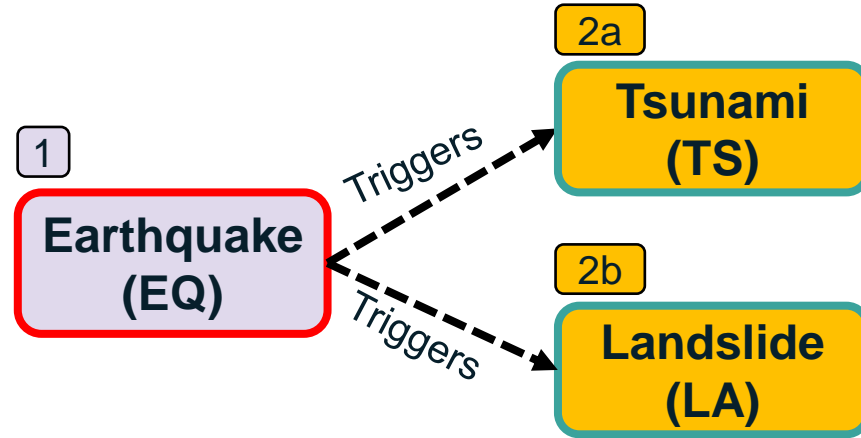 1
Earthquake
(EQ)
Triggers
2a
Tsunami
(TS)
Triggers
2b
Landslide
(LA)